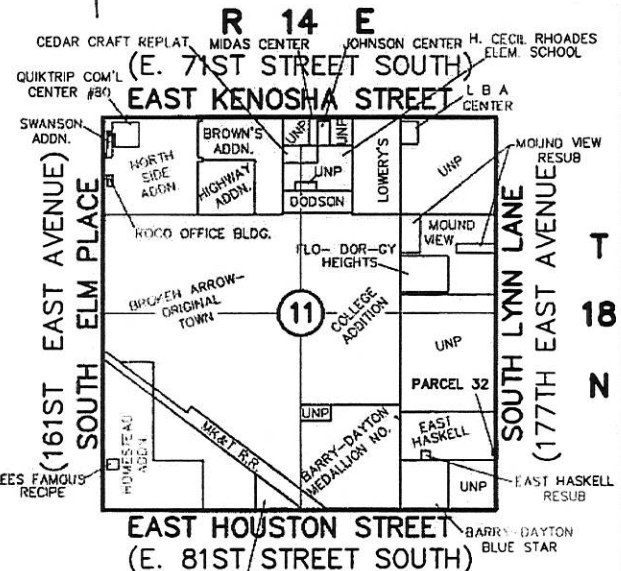 R 14 E
CEDAR CRAFT REPLAT
MIDAS CENTER
JOHNSON CENTER
H. CECIL RHOADES
ELEM. SCHOOL
(E. 71ST STREET SOUTH)
QUIKTRIP COM'L
CENTER #80
EAST KENOSHA STREET
L B A
CENTER
SWANSON
ADDN.
MOUND VIEW
RESUB
NORTH
SIDE
ADDN.
BROWN'S
ADDN.
HIGHWAY
ADDN.
UNP
UNP
UNP
DODSON
LOWERY'S
UNP
ROCO OFFICE BLDG.
MOUND
VIEW
FLO-DOR-CY
HEIGHTS
(161ST EAST AVENUE)
SOUTH ELM PLACE
SOUTH LYNN LANE
(177TH EAST AVENUE)
T
18
N
BROKEN ARROW-
ORIGINAL
TOWN
11
COLLEGE
ADDITION
UNP
PARCEL 32
UNP
EAST
HASKELL
HOMESTEAD
ADDN.
MK&T R.R.
BARRY-DAYTON
MEDALLION NO. 1
EES FAMOUS
RECIPE
UNP
EAST HASKELL
RESUB
EAST HOUSTON STREET
(E. 81ST STREET SOUTH)
BARRY-DAYTON
BLUE STAR